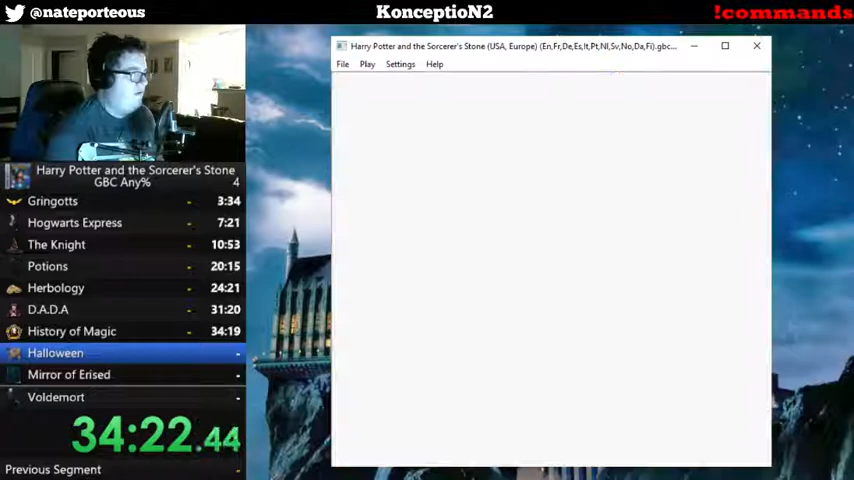 @nateporteous
KonceptioN2
!commands
Harry Potter and the Sorcerer's Stone (USA, Europe) (En,Fr,De,Es,It,Pt,Nl,Sv,No,Da,Fi).gbc...
File Play Settings Help
Harry Potter and the Sorcerer's Stone
GBC Any% 4
Gringotts - 3:34
Hogwarts Express - 7:21
The Knight - 10:53
Potions - 20:15
Herbology - 24:21
D.A.D.A - 31:20
History of Magic - 34:19
Halloween -
Mirror of Erised -
Voldemort -
34:22.44
Previous Segment -